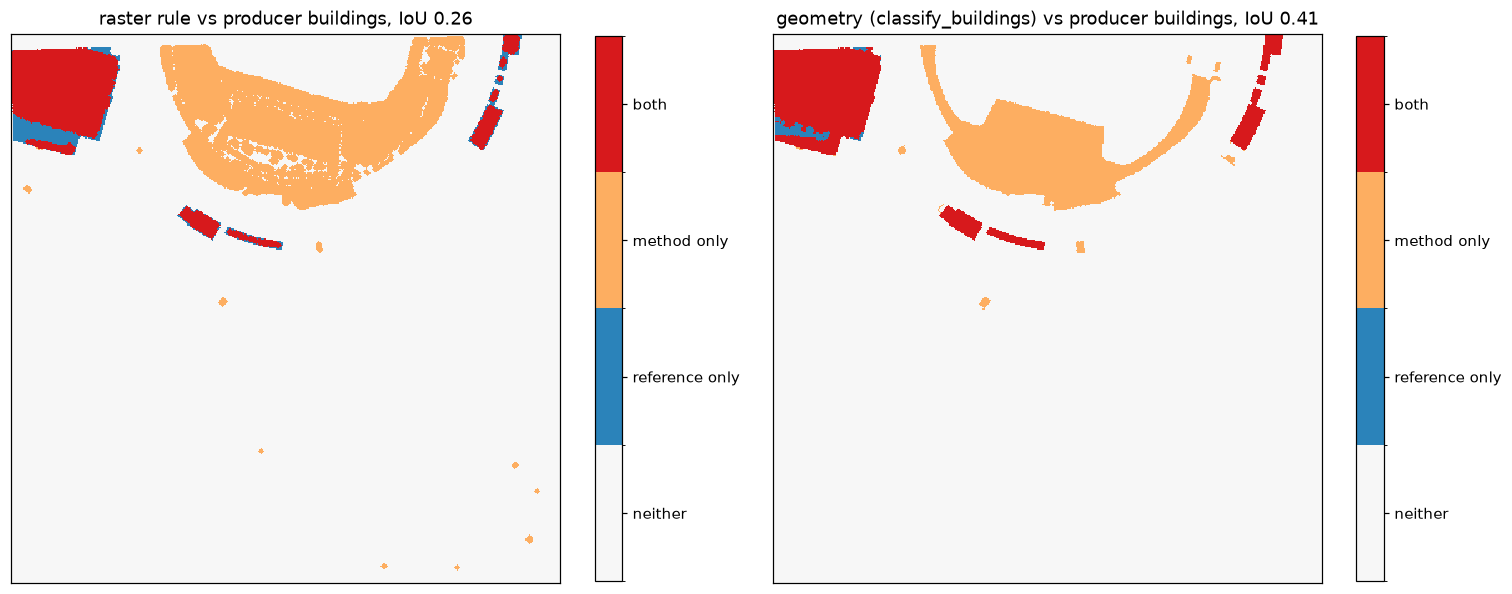 raster rule vs producer buildings, IoU 0.26
both
method only
reference only
neither
geometry (classify_buildings) vs producer buildings, IoU 0.41
both
method only
reference only
neither